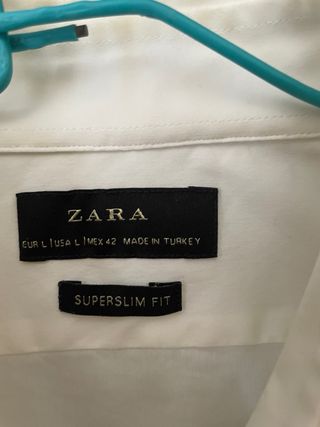 ZARA
EUR L | USA L | MEX 42 MADE IN TURKEY
SUPERSLIM FIT